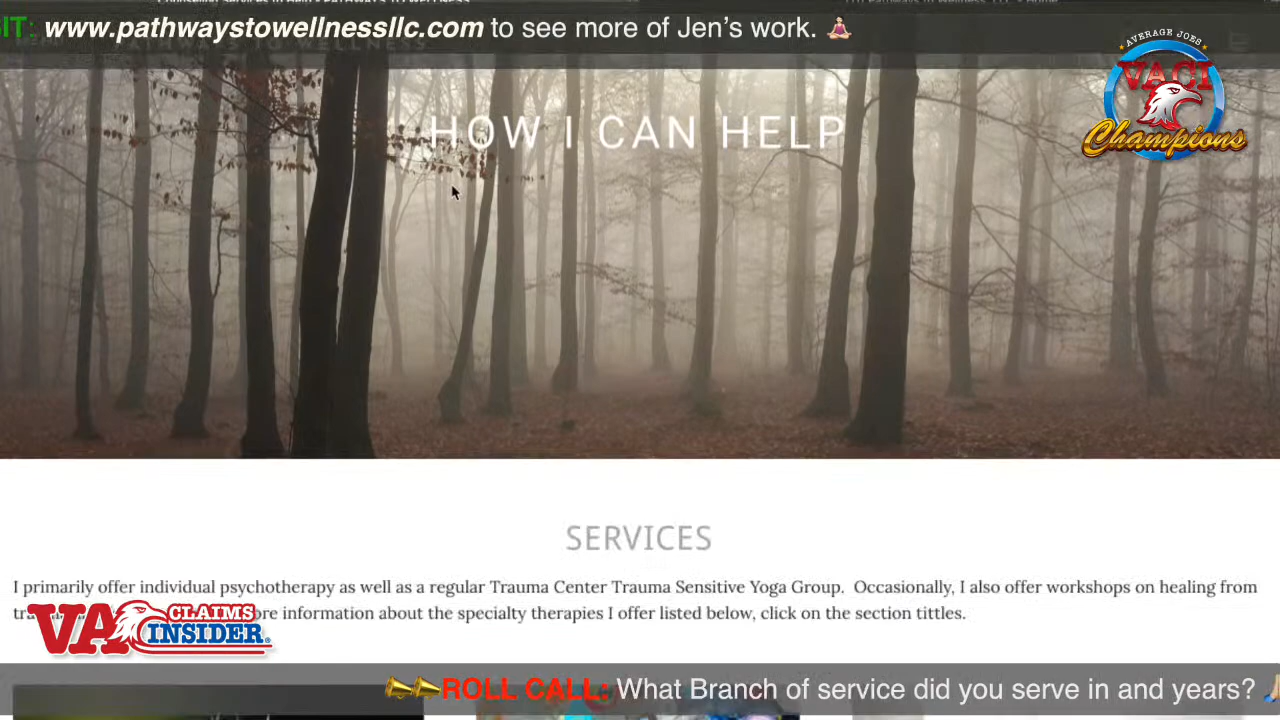 IT: www.pathwaystowellnessllc.com to see more of Jen's work.
PATHWAYS TO WELLNESS
AVERAGE JOES
VACI
Champions
HOW I CAN HELP
SERVICES
I primarily offer individual psychotherapy as well as a regular Trauma Center Trauma Sensitive Yoga Group. Occasionally, I also offer workshops on healing from
information about the specialty therapies I offer listed below, click on the section tittles.
VA CLAIMS
INSIDER®
ROLL CALL: What Branch of service did you serve in and years?